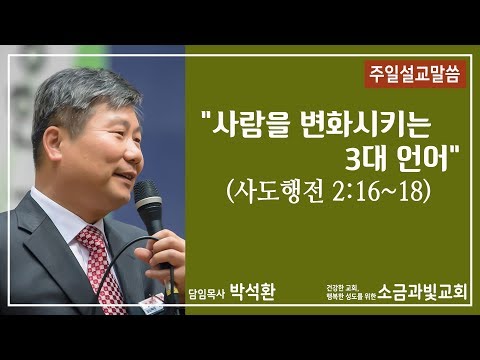 주일설교말씀
"사람을 변화시키는
3대 언어"
(사도행전 2:16~18)
담임목사 박석환
건강한 교회,
행복한 성도를 위한 소금과빛교회